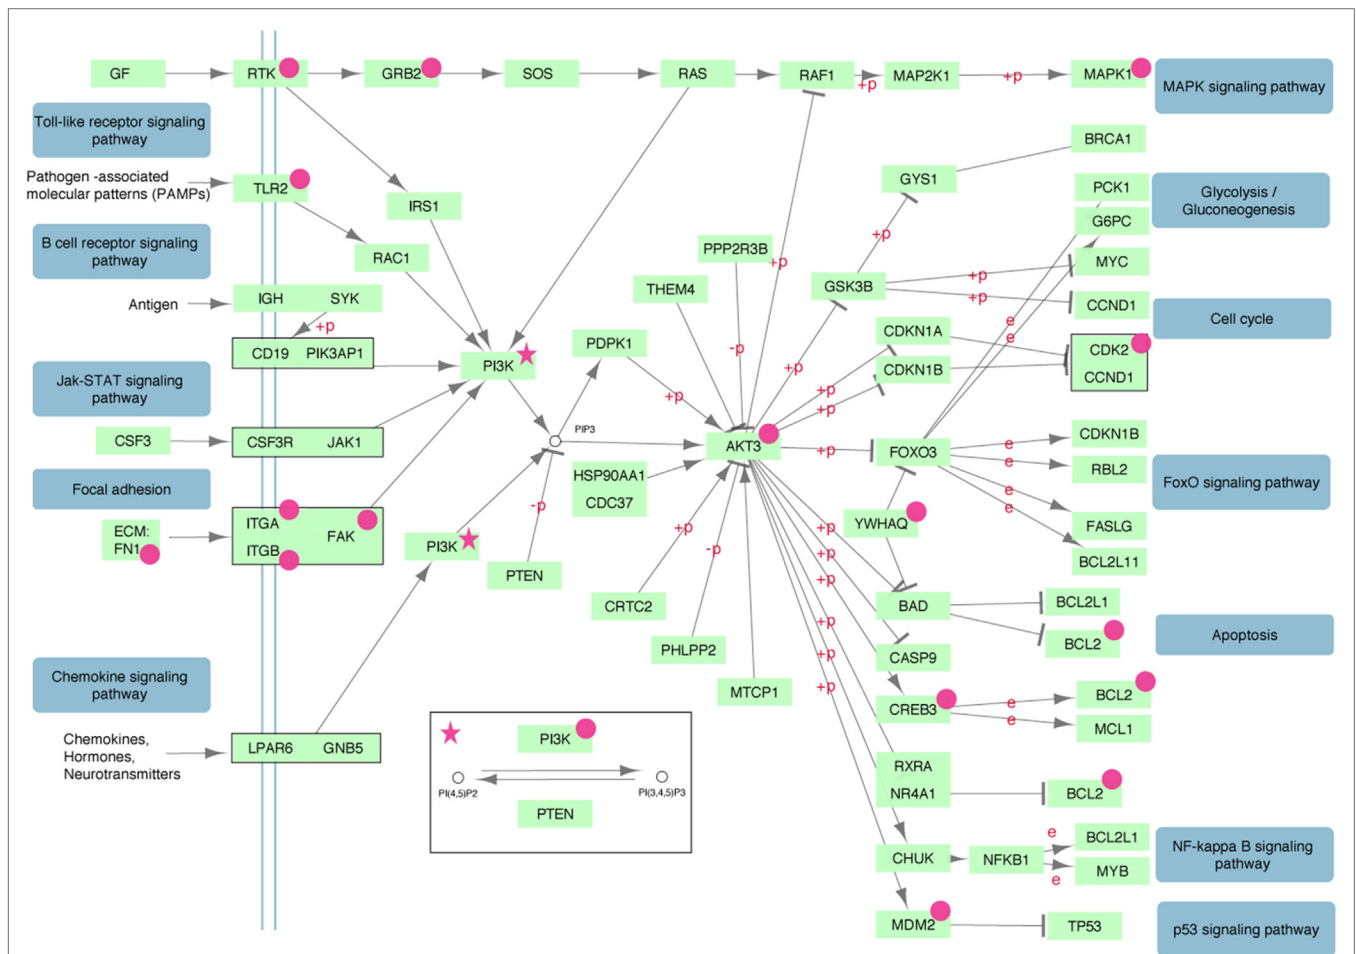 GF
RTK
GRB2
SOS
RAS
RAF1
+p
MAP2K1
+p
MAPK1
MAPK signaling pathway
Toll-like receptor signaling
pathway
Pathogen -associated
molecular patterns (PAMPs)
TLR2
IRS1
RAC1
B cell receptor signaling
pathway
Antigen
IGH
SYK
+p
CD19
PIK3AP1
PI3K
Jak-STAT signaling
pathway
CSF3
CSF3R
JAK1
Focal adhesion
ECM:
FN1
ITGA
ITGB
FAK
PI3K
Chemokine signaling
pathway
Chemokines,
Hormones,
Neurotransmitters
LPAR6
GNB5
PDPK1
PIP3
-p
PTEN
THEM4
PPP2R3B
+p
-p
+p
AKT3
HSP90AA1
CDC37
+p
CRTC2
-p
PHLPP2
MTCP1
PI3K
PI(4,5)P2
PI(3,4,5)P3
PTEN
BRCA1
GYS1
+p
GSK3B
+p
+p
+p
PCK1
G6PC
MYC
CCND1
Glycolysis /
Gluconeogenesis
Cell cycle
CDKN1A
CDKN1B
+p
+p
e
e
CDK2
CCND1
+p
FOXO3
e
e
e
e
CDKN1B
RBL2
FASLG
BCL2L11
FoxO signaling pathway
YWHAQ
+p
+p
+p
+p
+p
+p
BAD
BCL2L1
BCL2
Apoptosis
CASP9
CREB3
e
e
BCL2
MCL1
RXRA
NR4A1
BCL2
CHUK
NFKB1
e
e
BCL2L1
MYB
NF-kappa B signaling
pathway
MDM2
TP53
p53 signaling pathway